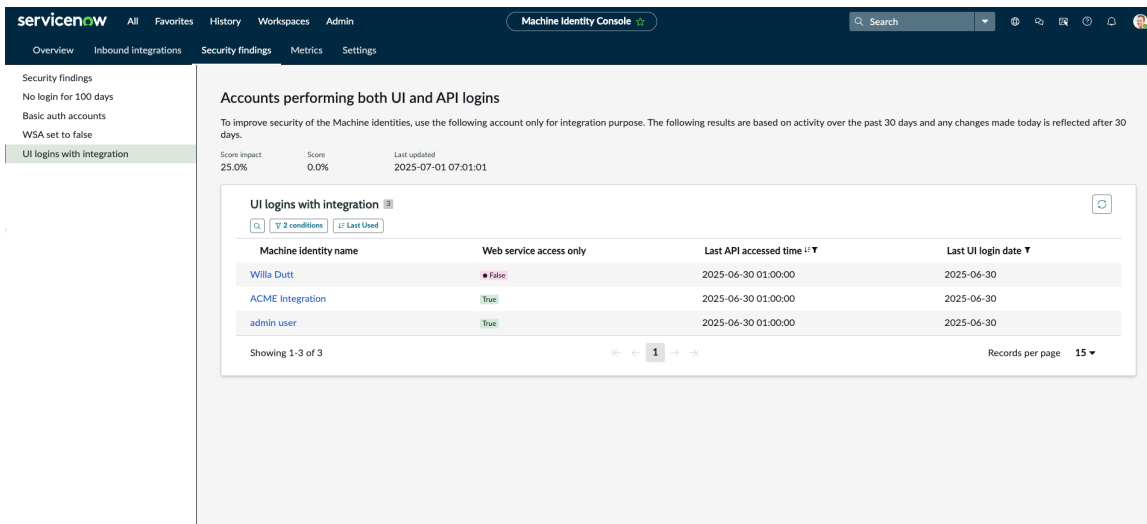 servicenow All Favorites History Workspaces Admin Machine Identity Console Search
Overview Inbound integrations Security findings Metrics Settings
Security findings
No login for 100 days
Basic auth accounts
WSA set to false
UI logins with integration
Accounts performing both UI and API logins
To improve security of the Machine identities, use the following account only for integration purpose. The following results are based on activity over the past 30 days and any changes made today is reflected after 30
days.
Score impact Score Last updated
25.0% 0.0% 2025-07-01 07:01:01
UI logins with integration 3
2 conditions Last Used
Machine identity name Web service access only Last API accessed time Last UI login date
Willa Dutt False 2025-06-30 01:00:00 2025-06-30
ACME Integration True 2025-06-30 01:00:00 2025-06-30
admin user True 2025-06-30 01:00:00 2025-06-30
Showing 1-3 of 3 1 Records per page 15